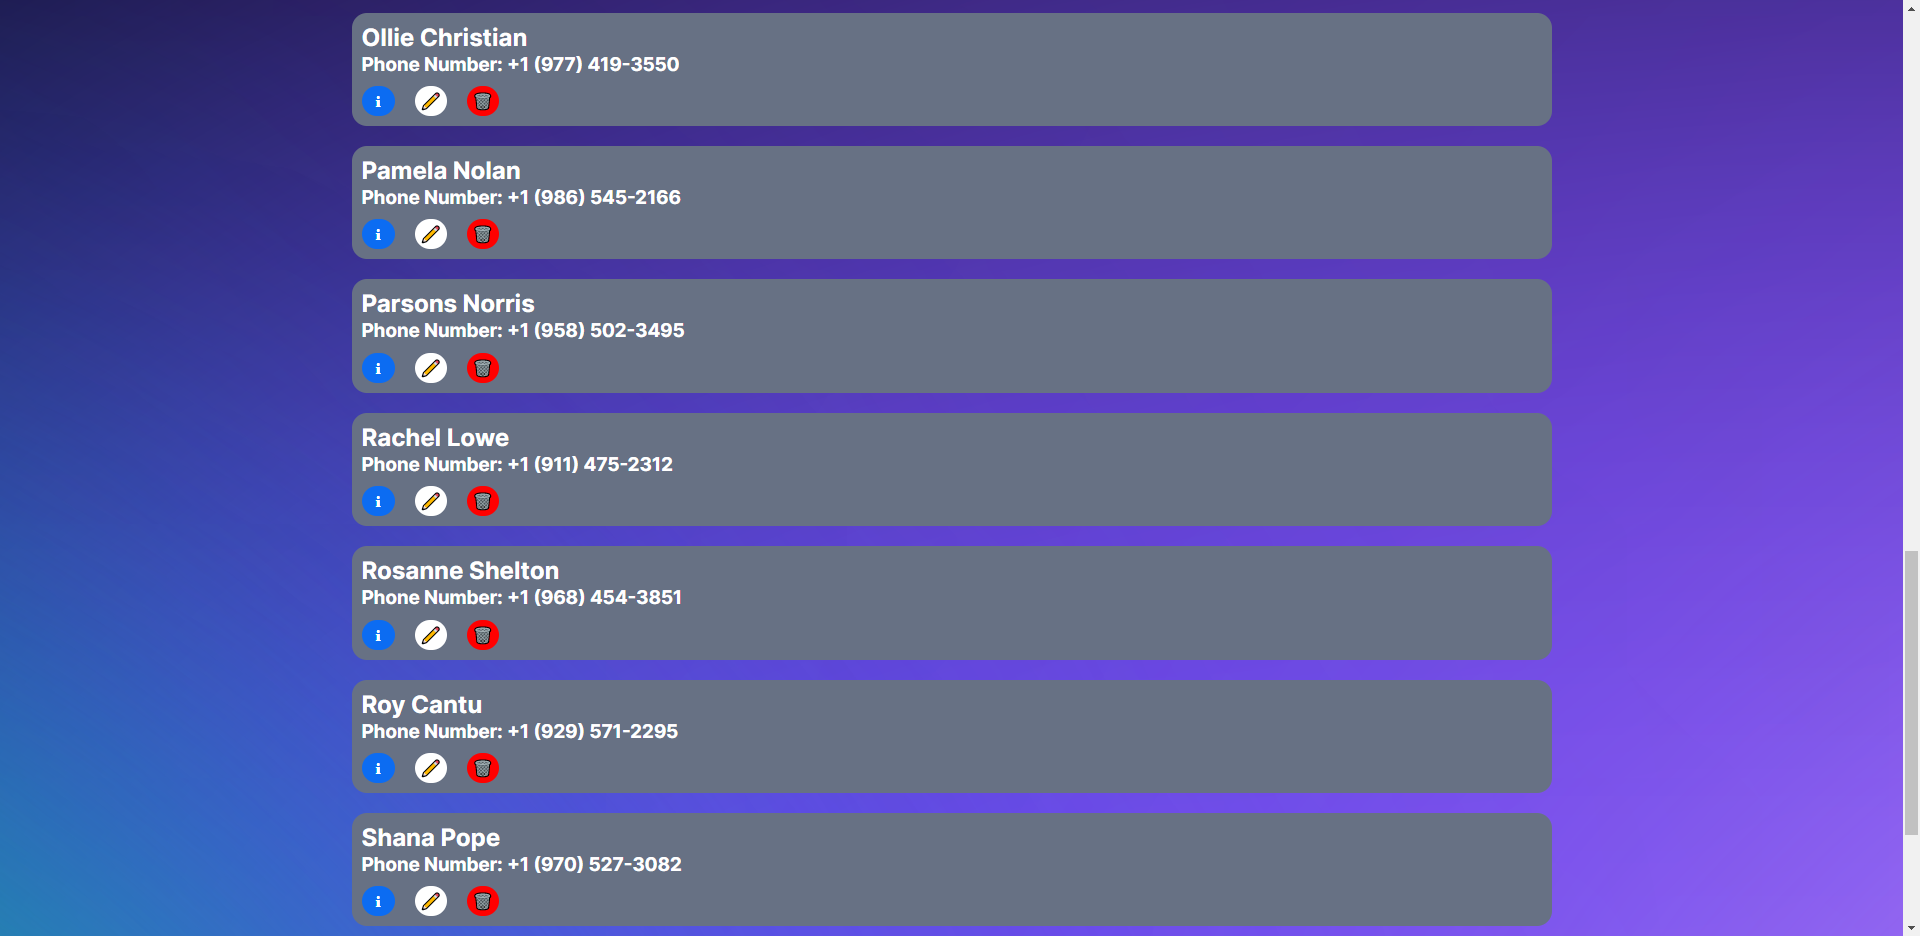 Ollie Christian
Phone Number: +1 (977) 419-3550
i
Pamela Nolan
Phone Number: +1 (986) 545-2166
i
Parsons Norris
Phone Number: +1 (958) 502-3495
i
Rachel Lowe
Phone Number: +1 (911) 475-2312
i
Rosanne Shelton
Phone Number: +1 (968) 454-3851
i
Roy Cantu
Phone Number: +1 (929) 571-2295
i
Shana Pope
Phone Number: +1 (970) 527-3082
i